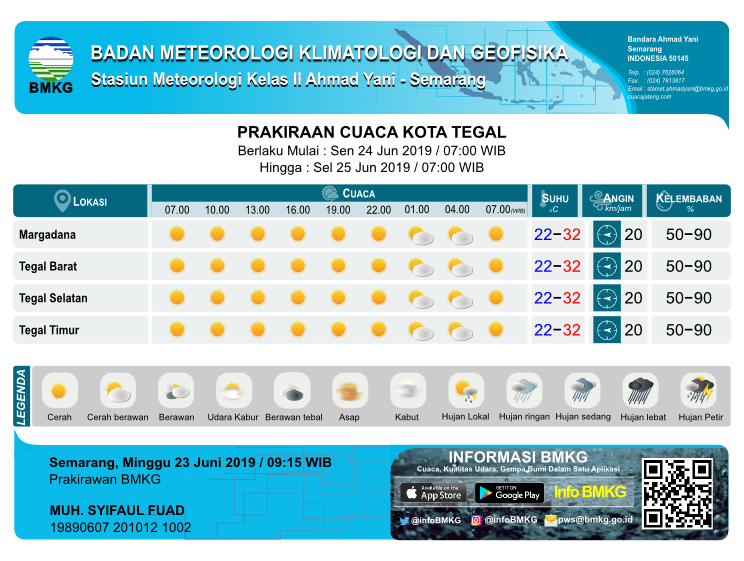 BMKG
BADAN METEOROLOGI KLIMATOLOGI DAN GEOFISIKA
Stasiun Meteorologi Kelas II Ahmad Yani - Semarang
Bandara Ahmad Yani
Semarang
INDONESIA 50145
Telp. : (024) 7626064
Fax. : (024) 7613817
Email : stamet.ahmadyani@bmkg.go.id
cuacajateng.com
PRAKIRAAN CUACA KOTA TEGAL
Berlaku Mulai : Sen 24 Jun 2019 / 07:00 WIB
Hingga : Sel 25 Jun 2019 / 07:00 WIB
LOKASI CUACA SUHU °C ANGIN km/jam KELEMBABAN %
07.00 10.00 13.00 16.00 19.00 22.00 01.00 04.00 07.00 (WIB)
Margadana 22-32 20 50-90
Tegal Barat 22-32 20 50-90
Tegal Selatan 22-32 20 50-90
Tegal Timur 22-32 20 50-90
LEGENDA
Cerah Cerah berawan Berawan Udara Kabur Berawan tebal Asap Kabut Hujan Lokal Hujan ringan Hujan sedang Hujan lebat Hujan Petir
Semarang, Minggu 23 Juni 2019 / 09:15 WIB
Prakirawan BMKG
MUH. SYIFAUL FUAD
19890607 201012 1002
INFORMASI BMKG
Cuaca, Kualitas Udara, Gempa Bumi Dalam Satu Aplikasi
Available on the App Store
GET IT ON Google Play
Info BMKG
@infoBMKG @infoBMKG pws@bmkg.go.id